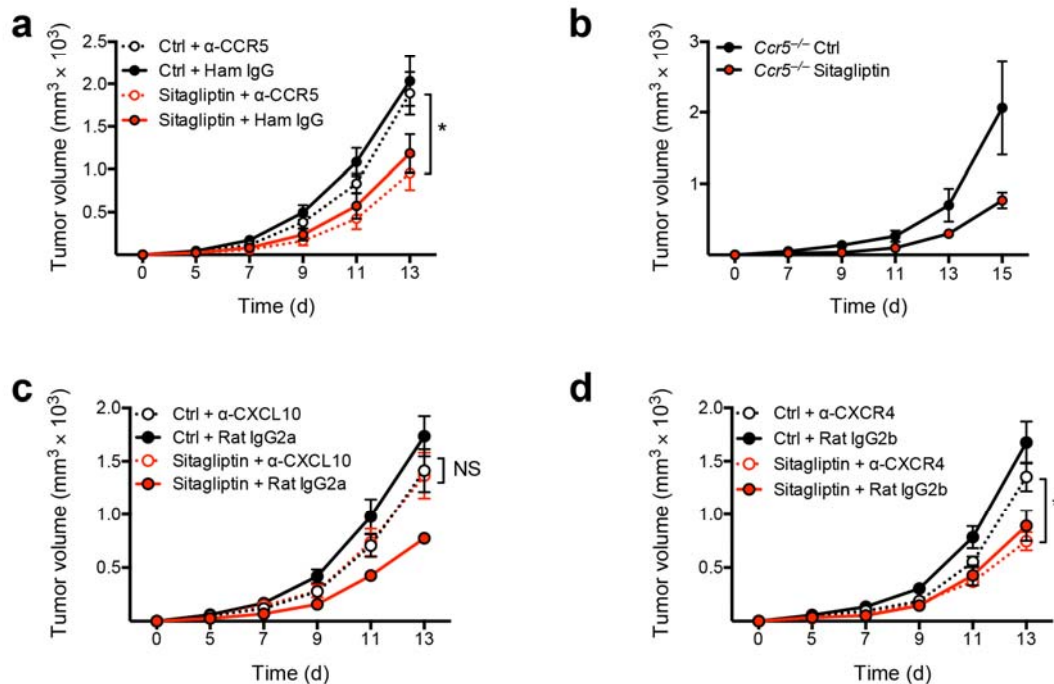 a
Tumor volume (mm³ × 10³)
2.5
2.0
1.5
1.0
0.5
Ctrl + α-CCR5
Ctrl + Ham IgG
Sitagliptin + α-CCR5
Sitagliptin + Ham IgG
*
0 5 7 9 11 13
Time (d)
b
Tumor volume (mm³ × 10³)
3
2
1
Ccr5⁻/⁻ Ctrl
Ccr5⁻/⁻ Sitagliptin
0 7 9 11 13 15
Time (d)
c
Tumor volume (mm³ × 10³)
2.0
1.5
1.0
0.5
Ctrl + α-CXCL10
Ctrl + Rat IgG2a
Sitagliptin + α-CXCL10
Sitagliptin + Rat IgG2a
NS
0 5 7 9 11 13
Time (d)
d
Tumor volume (mm³ × 10³)
2.0
1.5
1.0
0.5
Ctrl + α-CXCR4
Ctrl + Rat IgG2b
Sitagliptin + α-CXCR4
Sitagliptin + Rat IgG2b
0 5 7 9 11 13
Time (d)